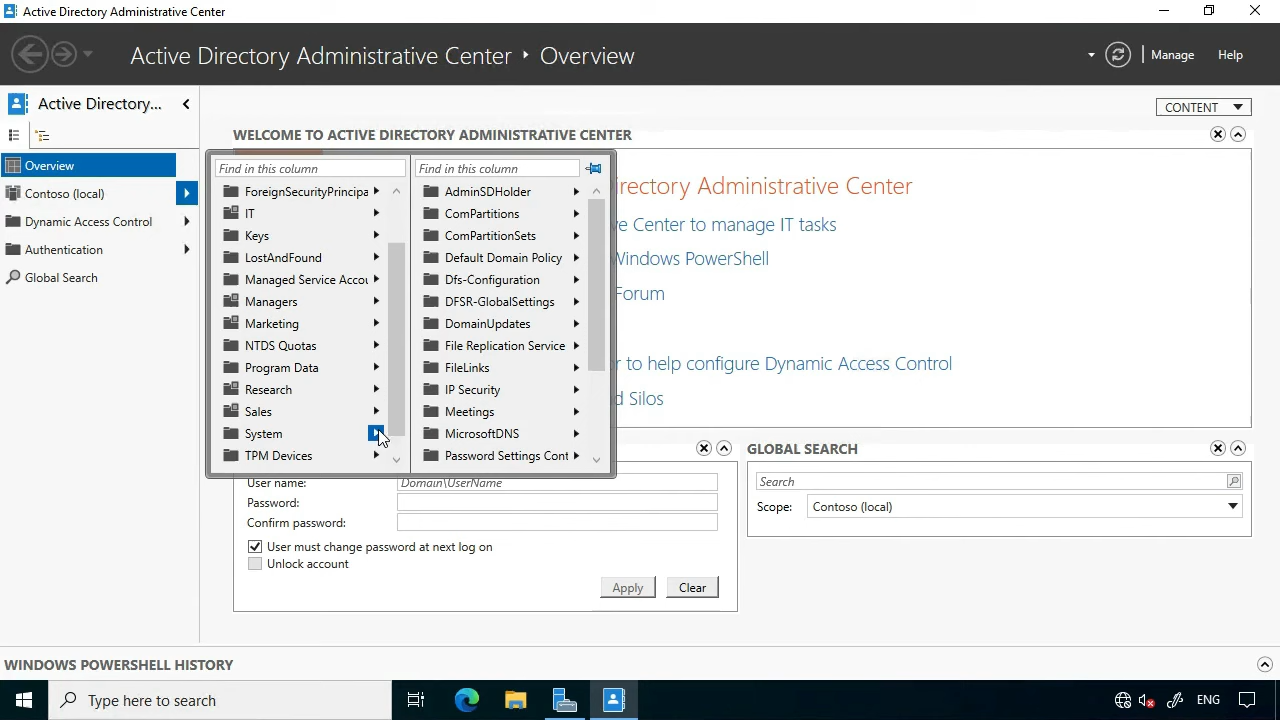 Active Directory Administrative Center
Active Directory Administrative Center ‣ Overview
Manage
Help
Active Directory...
CONTENT
Overview
Contoso (local)
Dynamic Access Control
Authentication
Global Search
WELCOME TO ACTIVE DIRECTORY ADMINISTRATIVE CENTER
Find in this column
ForeignSecurityPrincipa
IT
Keys
LostAndFound
Managed Service Accou
Managers
Marketing
NTDS Quotas
Program Data
Research
Sales
System
TPM Devices
Find in this column
AdminSDHolder
ComPartitions
ComPartitionSets
Default Domain Policy
Dfs-Configuration
DFSR-GlobalSettings
DomainUpdates
File Replication Service
FileLinks
IP Security
Meetings
MicrosoftDNS
Password Settings Cont
irectory Administrative Center
Center to manage IT tasks
Windows PowerShell
Forum
to help configure Dynamic Access Control
Silos
User name:
Domain\UserName
Password:
Confirm password:
User must change password at next log on
Unlock account
Apply
Clear
GLOBAL SEARCH
Search
Scope:
Contoso (local)
WINDOWS POWERSHELL HISTORY
Type here to search
ENG